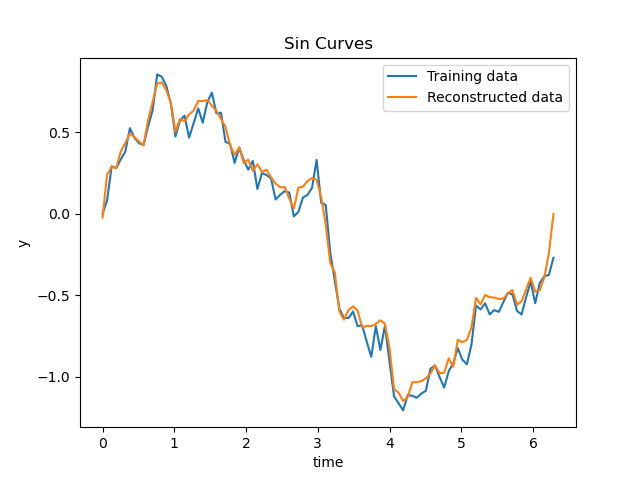 Sin Curves
Training data
Reconstructed data
0.5
0.0
−0.5
−1.0
y
0 1 2 3 4 5 6
time